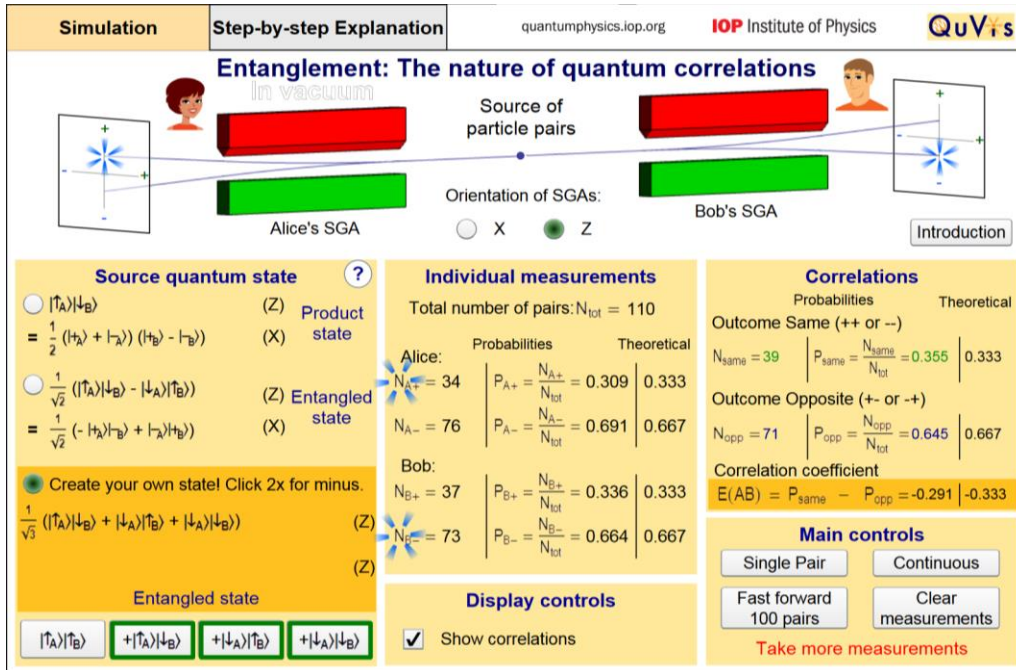 Simulation
Step-by-step Explanation
quantumphysics.iop.org
IOP Institute of Physics
QuVis
Entanglement: The nature of quantum correlations
In vacuum
Source of
particle pairs
+
-
+
-
+
-
+
-
Orientation of SGAs:
X
Z
Alice's SGA
Bob's SGA
Introduction
Source quantum state
?
|↑A⟩|↓B⟩ (Z)
= 1/2 (|+A⟩ + |-A⟩) (|+B⟩ - |-B⟩) (X)
Product
state
1/√2 (|↑A⟩|↓B⟩ - |↓A⟩|↑B⟩) (Z)
= 1/√2 (- |+A⟩|-B⟩ + |-A⟩|+B⟩) (X)
Entangled
state
Create your own state! Click 2x for minus.
1/√3 (|↑A⟩|↓B⟩ + |↓A⟩|↑B⟩ + |↓A⟩|↓B⟩) (Z)
(Z)
Entangled state
|↑A⟩|↑B⟩
+|↑A⟩|↓B⟩
+|↓A⟩|↑B⟩
+|↓A⟩|↓B⟩
Individual measurements
Total number of pairs: Ntot = 110
Alice:
Probabilities
Theoretical
NA+ = 34 | PA+ = NA+/Ntot = 0.309 | 0.333
NA- = 76 | PA- = NA-/Ntot = 0.691 | 0.667
Bob:
NB+ = 37 | PB+ = NB+/Ntot = 0.336 | 0.333
NB- = 73 | PB- = NB-/Ntot = 0.664 | 0.667
Display controls
Show correlations
Correlations
Probabilities
Theoretical
Outcome Same (++ or --)
Nsame = 39 | Psame = Nsame/Ntot = 0.355 | 0.333
Outcome Opposite (+- or -+)
Nopp = 71 | Popp = Nopp/Ntot = 0.645 | 0.667
Correlation coefficient
E(AB) = Psame - Popp = -0.291 | -0.333
Main controls
Single Pair
Continuous
Fast forward
100 pairs
Clear
measurements
Take more measurements